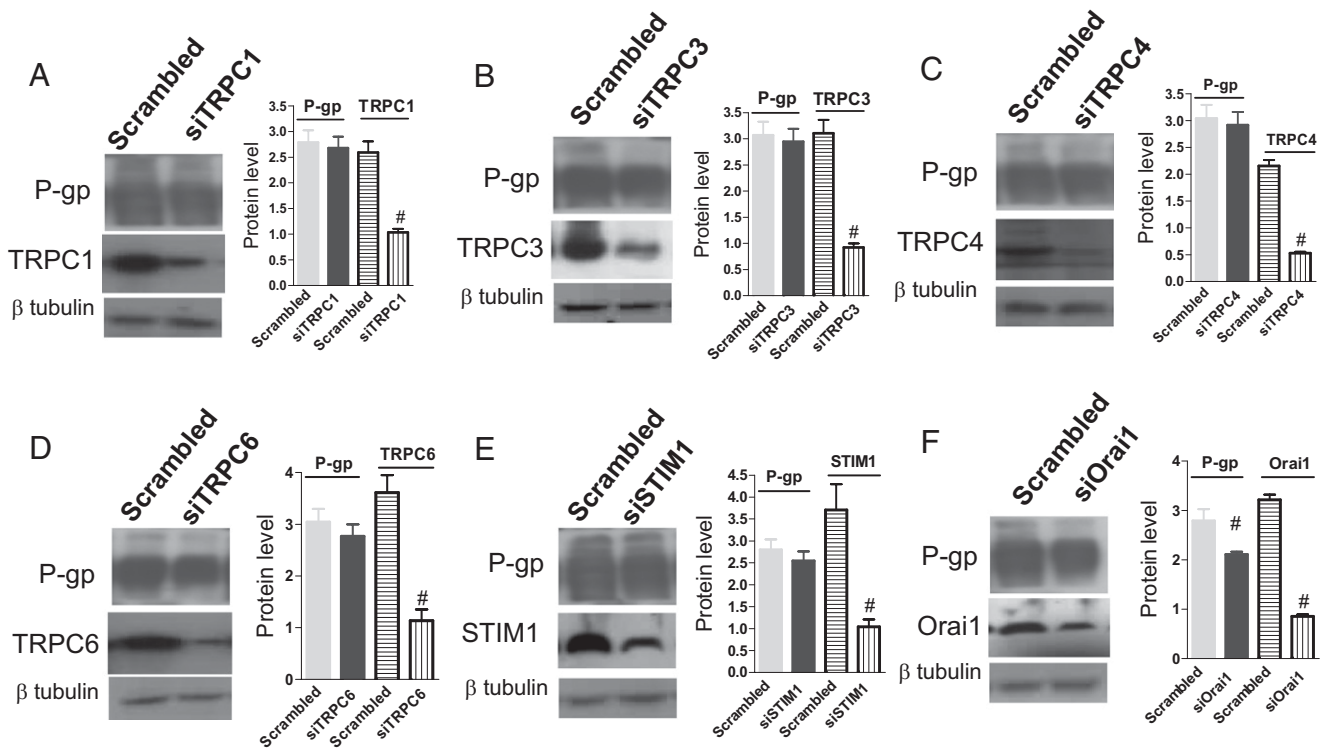 A
Scrambled
siTRPC1
P-gp
TRPC1
β tubulin
P-gp TRPC1
Protein level
3.5
3.0
2.5
2.0
1.5
1.0
0.5
0.0
#
Scrambled
siTRPC1
Scrambled
siTRPC1
B
Scrambled
siTRPC3
P-gp
TRPC3
β tubulin
P-gp TRPC3
Protein level
3.5
3.0
2.5
2.0
1.5
1.0
0.5
0.0
#
Scrambled
siTRPC3
Scrambled
siTRPC3
C
Scrambled
siTRPC4
P-gp
TRPC4
β tubulin
P-gp
TRPC4
Protein level
3.5
3.0
2.5
2.0
1.5
1.0
0.5
0.0
#
Scrambled
siTRPC4
Scrambled
siTRPC4
D
Scrambled
siTRPC6
P-gp
TRPC6
β tubulin
P-gp TRPC6
Protein level
4
3
2
1
0
#
Scrambled
siTRPC6
Scrambled
siTRPC6
E
Scrambled
siSTIM1
P-gp
STIM1
β tubulin
P-gp STIM1
Protein level
4.5
4.0
3.5
3.0
2.5
2.0
1.5
1.0
0.5
0.0
#
Scrambled
siSTIM1
Scrambled
siSTIM1
F
Scrambled
siOrai1
P-gp
Orai1
β tubulin
P-gp Orai1
Protein level
4
3
2
1
0
#
#
Scrambled
siOrai1
Scrambled
siOrai1